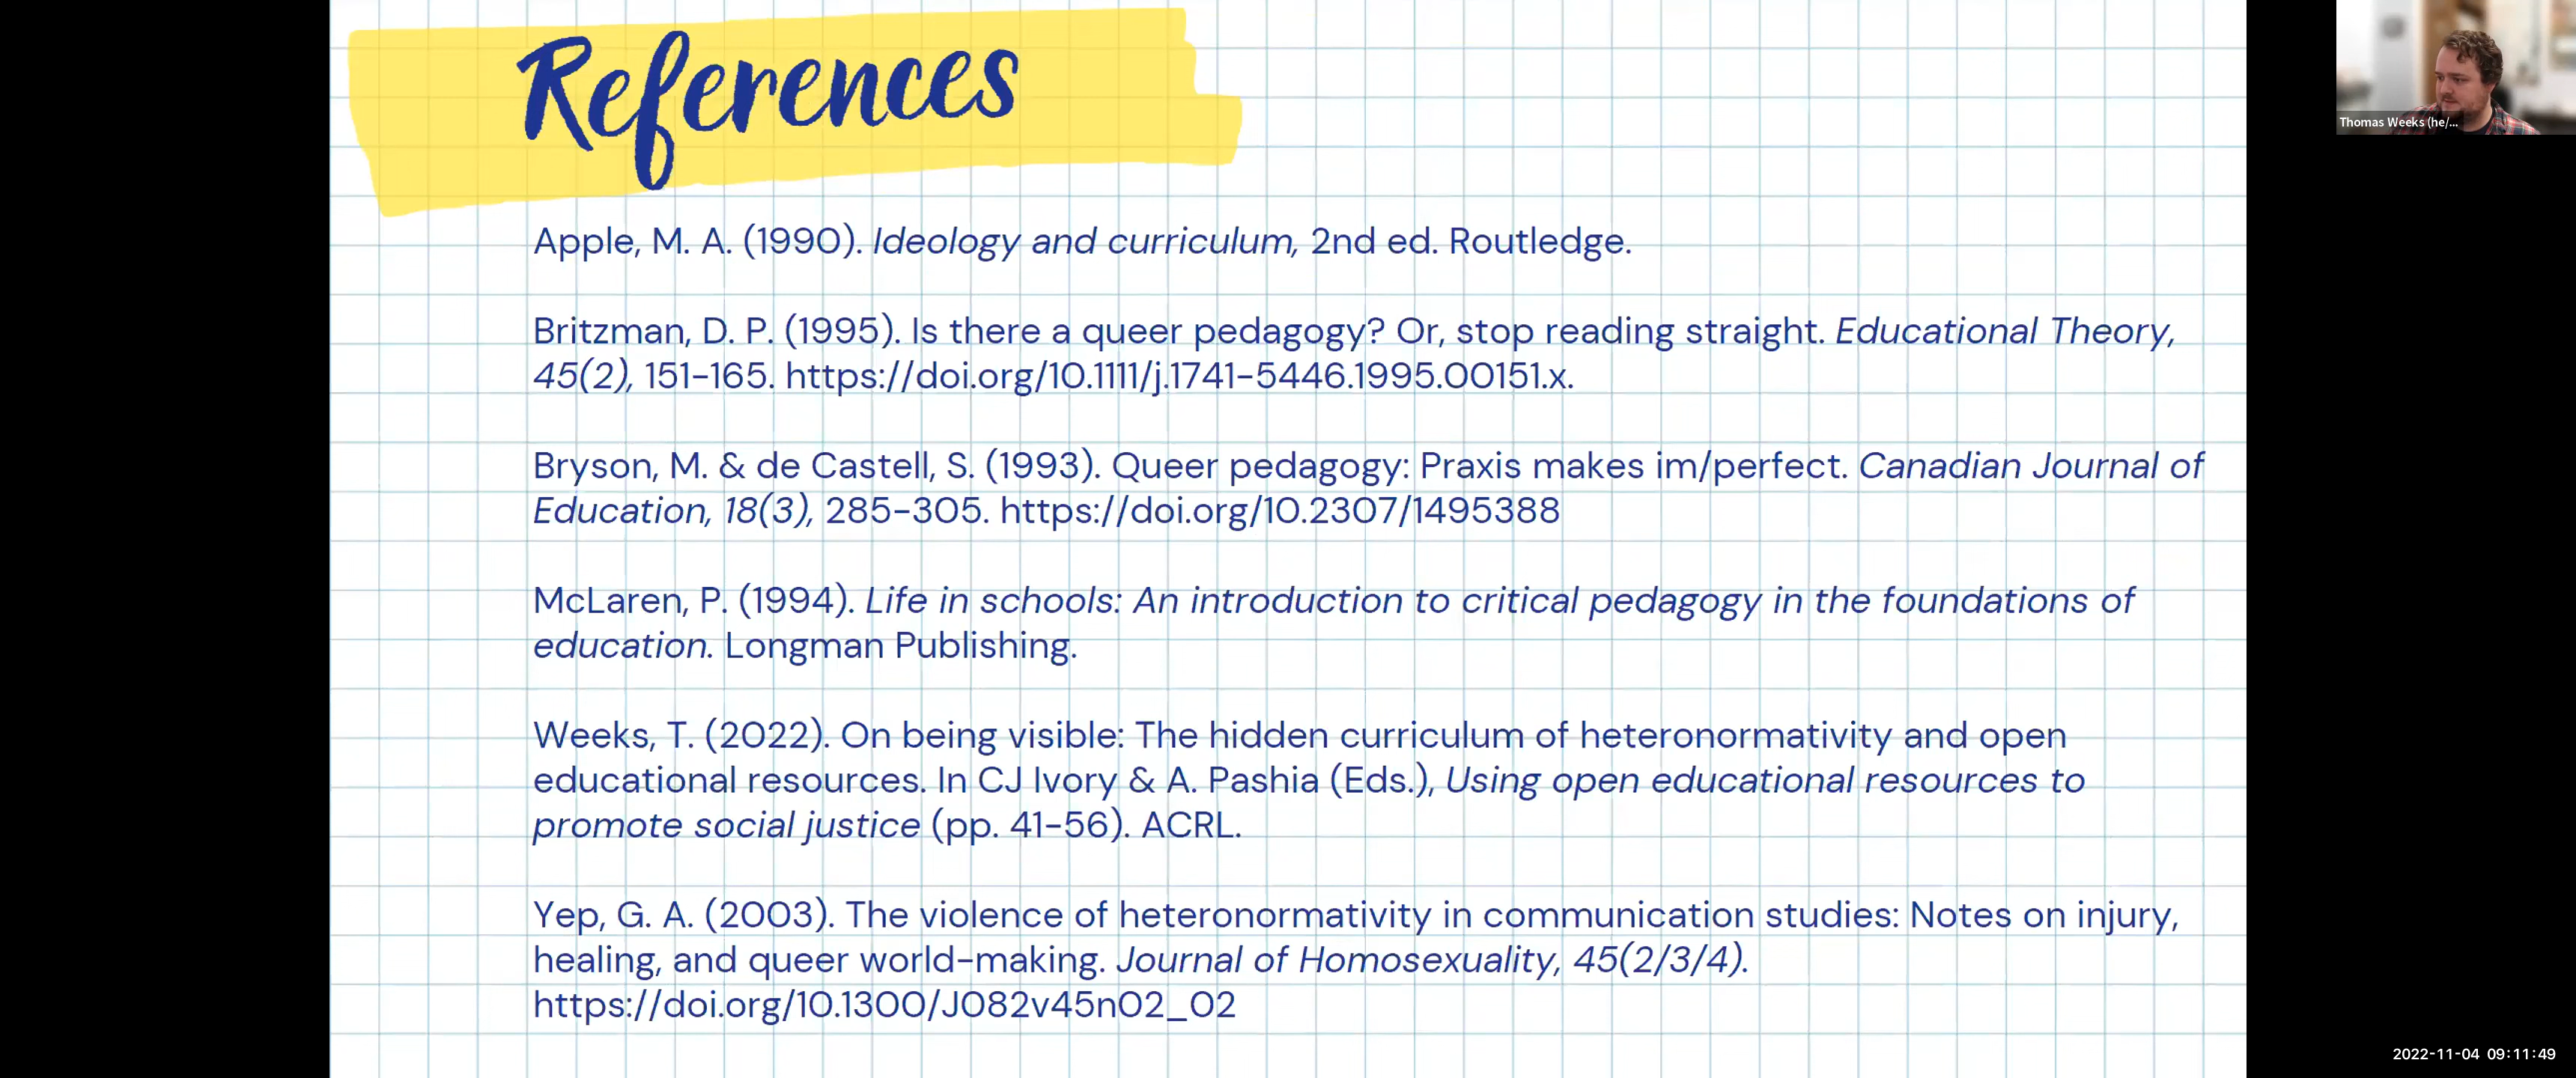 References
Thomas Weeks (he/...
Apple, M. A. (1990). Ideology and curriculum, 2nd ed. Routledge.
Britzman, D. P. (1995). Is there a queer pedagogy? Or, stop reading straight. Educational Theory,
45(2), 151-165. https://doi.org/10.1111/j.1741-5446.1995.00151.x.
Bryson, M. & de Castell, S. (1993). Queer pedagogy: Praxis makes im/perfect. Canadian Journal of
Education, 18(3), 285-305. https://doi.org/10.2307/1495388
McLaren, P. (1994). Life in schools: An introduction to critical pedagogy in the foundations of
education. Longman Publishing.
Weeks, T. (2022). On being visible: The hidden curriculum of heteronormativity and open
educational resources. In CJ Ivory & A. Pashia (Eds.), Using open educational resources to
promote social justice (pp. 41-56). ACRL.
Yep, G. A. (2003). The violence of heteronormativity in communication studies: Notes on injury,
healing, and queer world-making. Journal of Homosexuality, 45(2/3/4).
https://doi.org/10.1300/J082v45n02_02
2022-11-04 09:11:49